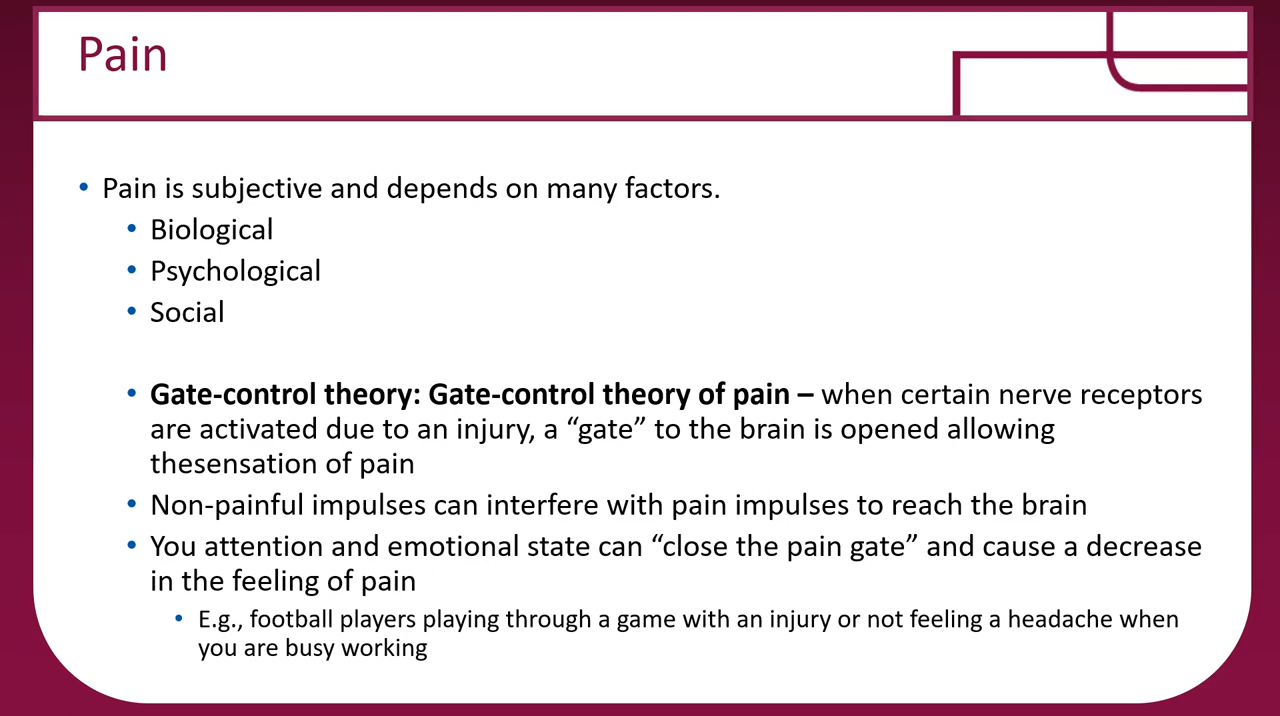 Pain
• Pain is subjective and depends on many factors.
• Biological
• Psychological
• Social
• Gate-control theory: Gate-control theory of pain – when certain nerve receptors
are activated due to an injury, a “gate” to the brain is opened allowing
thesensation of pain
• Non-painful impulses can interfere with pain impulses to reach the brain
• You attention and emotional state can “close the pain gate” and cause a decrease
in the feeling of pain
• E.g., football players playing through a game with an injury or not feeling a headache when
you are busy working